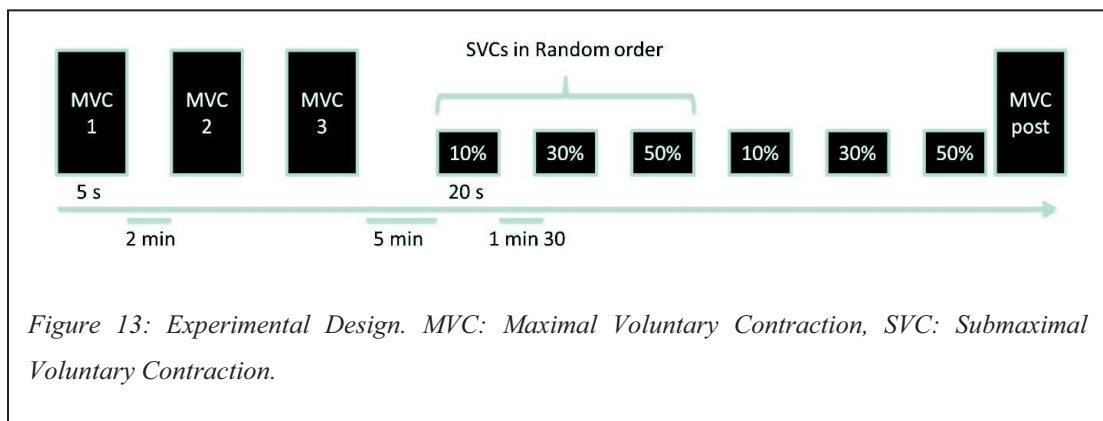 SVCs in Random order
MVC
1
MVC
2
MVC
3
10%
30%
50%
10%
30%
50%
MVC
post
5 s
20 s
2 min
5 min
1 min 30
Figure 13: Experimental Design. MVC: Maximal Voluntary Contraction, SVC: Submaximal
Voluntary Contraction.